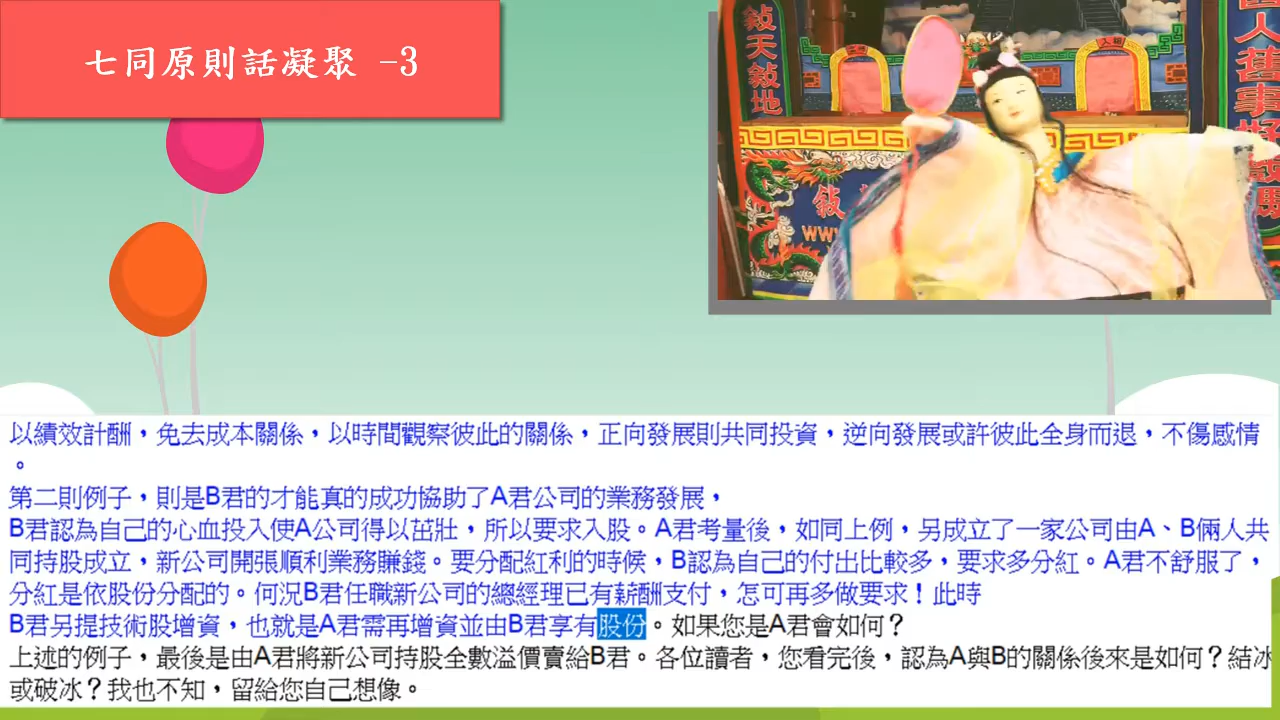 七同原則話凝聚 -3
敍天敍地
入相
古人舊事好
敍
WWW
以績效計酬，免去成本關係，以時間觀察彼此的關係，正向發展則共同投資，逆向發展或許彼此全身而退，不傷感情
。
第二則例子，則是B君的才能真的成功協助了A君公司的業務發展，
B君認為自己的心血投入使A公司得以茁壯，所以要求入股。A君考量後，如同上例，另成立了一家公司由A、B倆人共
同持股成立，新公司開張順利業務賺錢。要分配紅利的時候，B認為自己的付出比較多，要求多分紅。A君不舒服了，
分紅是依股份分配的。何況B君任職新公司的總經理已有薪酬支付，怎可再多做要求！此時
B君另提技術股增資，也就是A君需再增資並由B君享有股份。如果您是A君會如何？
上述的例子，最後是由A君將新公司持股全數溢價賣給B君。各位讀者，您看完後，認為A與B的關係後來是如何？結冰
或破冰？我也不知，留給您自己想像。